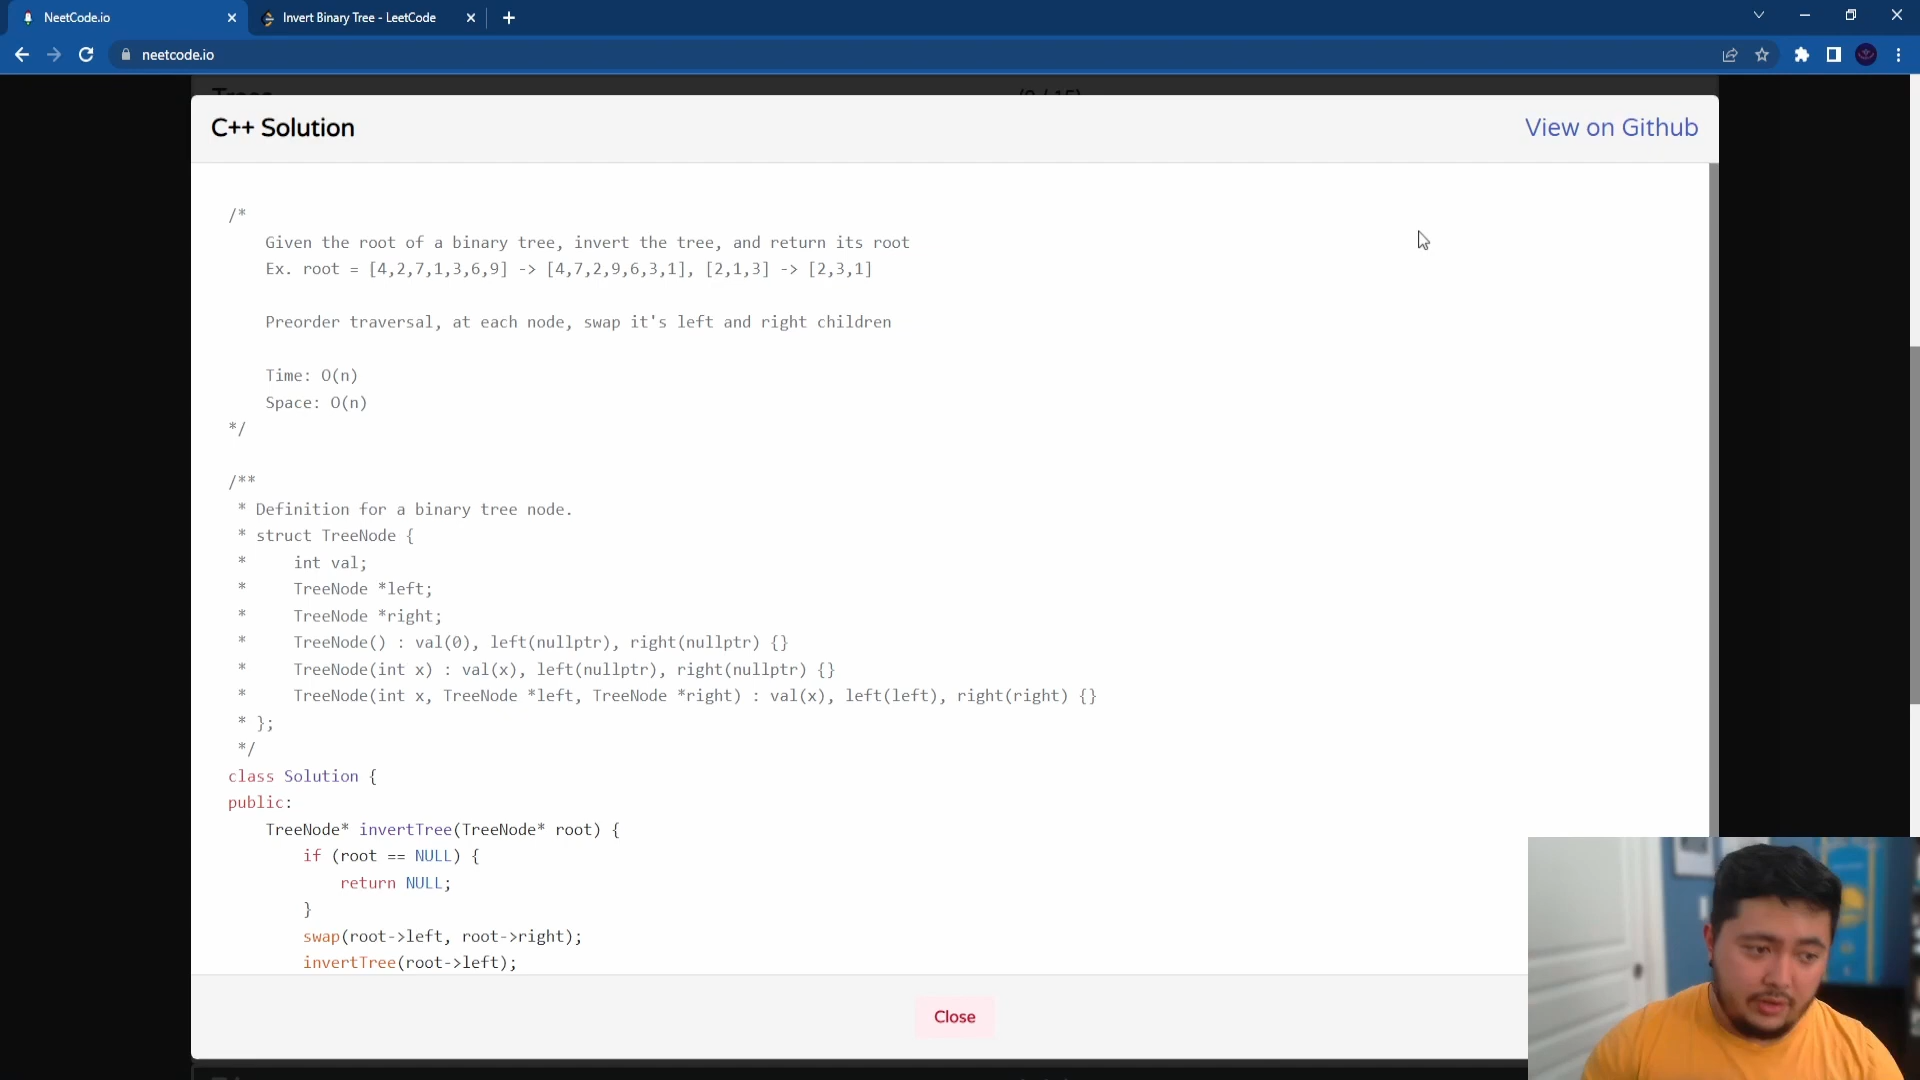 NeetCode.io
Invert Binary Tree - LeetCode
neetcode.io
C++ Solution
View on Github
/*
Given the root of a binary tree, invert the tree, and return its root
Ex. root = [4,2,7,1,3,6,9] -> [4,7,2,9,6,3,1], [2,1,3] -> [2,3,1]
Preorder traversal, at each node, swap it's left and right children
Time: O(n)
Space: O(n)
*/
/**
* Definition for a binary tree node.
* struct TreeNode {
*     int val;
*     TreeNode *left;
*     TreeNode *right;
*     TreeNode() : val(0), left(nullptr), right(nullptr) {}
*     TreeNode(int x) : val(x), left(nullptr), right(nullptr) {}
*     TreeNode(int x, TreeNode *left, TreeNode *right) : val(x), left(left), right(right) {}
* };
*/
class Solution {
public:
TreeNode* invertTree(TreeNode* root) {
if (root == NULL) {
return NULL;
}
swap(root->left, root->right);
invertTree(root->left);
Close